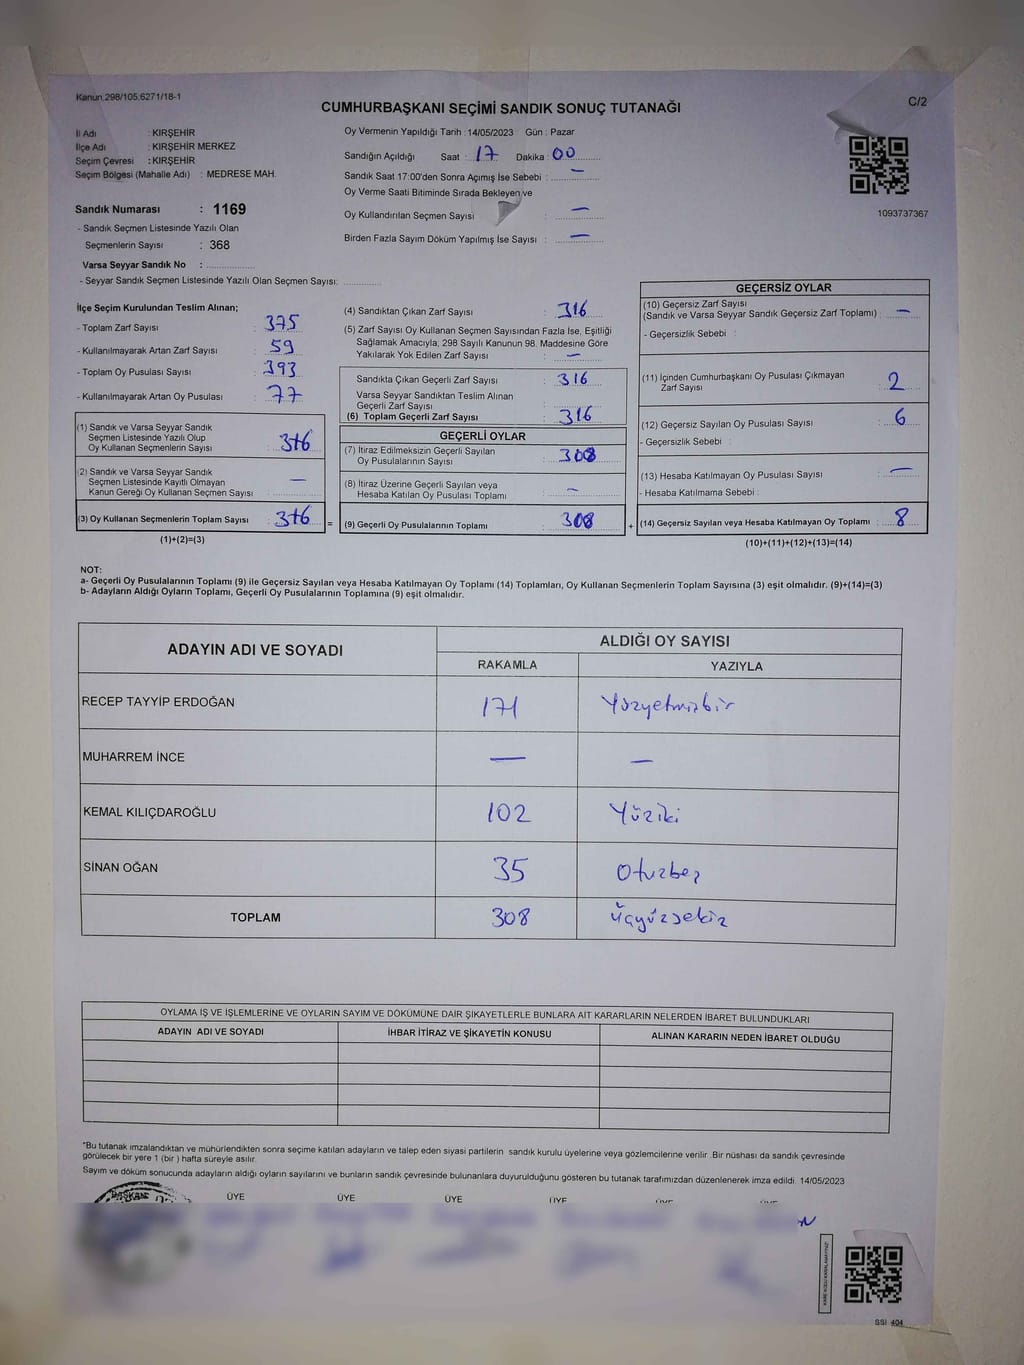 Kanun.298/105,6271/18-1
C/2
CUMHURBAŞKANI SEÇİMİ SANDIK SONUÇ TUTANAĞI
İl Adı : KIRŞEHİR
İlçe Adı : KIRŞEHİR MERKEZ
Seçim Çevresi : KIRŞEHİR
Seçim Bölgesi (Mahalle Adı) : MEDRESE MAH.
Sandık Numarası : 1169
- Sandık Seçmen Listesinde Yazılı Olan
Seçmenlerin Sayısı : 368
Varsa Seyyar Sandık No :
- Seyyar Sandık Seçmen Listesinde Yazılı Olan Seçmen Sayısı:
Oy Vermenin Yapıldığı Tarih : 14/05/2023 Gün : Pazar
Sandığın Açıldığı Saat : 17 Dakika : 00
Sandık Saat 17:00'den Sonra Açımış İse Sebebi : —
Oy Verme Saati Bitiminde Sırada Bekleyen ve
Oy Kullandırılan Seçmen Sayısı : —
Birden Fazla Sayım Döküm Yapılmış İse Sayısı : —
1093737367
İlçe Seçim Kurulundan Teslim Alınan;
- Toplam Zarf Sayısı : 375
- Kullanılmayarak Artan Zarf Sayısı : 59
- Toplam Oy Pusulası Sayısı : 393
- Kullanılmayarak Artan Oy Pusulası : 77
(1) Sandık ve Varsa Seyyar Sandık
Seçmen Listesinde Yazılı Olup
Oy Kullanan Seçmenlerin Sayısı : 316
(2) Sandık ve Varsa Seyyar Sandık
Seçmen Listesinde Kayıtlı Olmayan
Kanun Gereği Oy Kullanan Seçmen Sayısı : —
(3) Oy Kullanan Seçmenlerin Toplam Sayısı : 316
(1)+(2)=(3)
(4) Sandıktan Çıkan Zarf Sayısı : 316
(5) Zarf Sayısı Oy Kullanan Seçmen Sayısından Fazla İse, Eşitliği
Sağlamak Amacıyla, 298 Sayılı Kanunun 98. Maddesine Göre
Yakılarak Yok Edilen Zarf Sayısı : —
Sandıkta Çıkan Geçerli Zarf Sayısı : 316
Varsa Seyyar Sandıktan Teslim Alınan
Geçerli Zarf Sayısı
(6) Toplam Geçerli Zarf Sayısı : 316
GEÇERLİ OYLAR
(7) İtiraz Edilmeksizin Geçerli Sayılan
Oy Pusulalarının Sayısı : 308
(8) İtiraz Üzerine Geçerli Sayılan veya
Hesaba Katılan Oy Pusulası Toplamı : —
= (9) Geçerli Oy Pusulalarının Toplamı : 308
GEÇERSİZ OYLAR
(10) Geçersiz Zarf Sayısı
(Sandık ve Varsa Seyyar Sandık Geçersiz Zarf Toplamı) : —
- Geçersizlik Sebebi :
(11) İçinden Cumhurbaşkanı Oy Pusulası Çıkmayan
Zarf Sayısı : 2
(12) Geçersiz Sayılan Oy Pusulası Sayısı : 6
- Geçersizlik Sebebi :
(13) Hesaba Katılmayan Oy Pusulası Sayısı : —
- Hesaba Katılmama Sebebi :
+ (14) Geçersiz Sayılan veya Hesaba Katılmayan Oy Toplamı : 8
(10)+(11)+(12)+(13)=(14)
NOT:
a- Geçerli Oy Pusulalarının Toplamı (9) ile Geçersiz Sayılan veya Hesaba Katılmayan Oy Toplamı (14) Toplamları, Oy Kullanan Seçmenlerin Toplam Sayısına (3) eşit olmalıdır. (9)+(14)=(3)
b- Adayların Aldığı Oyların Toplamı, Geçerli Oy Pusulalarının Toplamına (9) eşit olmalıdır.
ADAYIN ADI VE SOYADI
ALDIĞI OY SAYISI
RAKAMLA YAZIYLA
RECEP TAYYİP ERDOĞAN 171 Yüzyetmişbir
MUHARREM İNCE — —
KEMAL KILIÇDAROĞLU 102 Yüziki
SİNAN OĞAN 35 Otuzbeş
TOPLAM 308 Üçyüzsekiz
OYLAMA İŞ VE İŞLEMLERİNE VE OYLARIN SAYIM VE DÖKÜMÜNE DAİR ŞİKAYETLERLE BUNLARA AİT KARARLARIN NELERDEN İBARET BULUNDUKLARI
ADAYIN ADI VE SOYADI İHBAR İTİRAZ VE ŞİKAYETİN KONUSU ALINAN KARARIN NEDEN İBARET OLDUĞU
"Bu tutanak imzalandıktan ve mühürlendikten sonra seçime katılan adayların ve talep eden siyasi partilerin sandık kurulu üyelerine veya gözlemcilerine verilir .Bir nüshası da sandık çevresinde
görülecek bir yere 1 (bir ) hafta süreyle asılır.
Sayım ve döküm sonucunda adayların aldığı oyların sayılarını ve bunların sandık çevresinde bulunanlara duyurulduğunu gösteren bu tutanak tarafımızdan düzenlenerek imza edildi. 14/05/2023
BAŞKAN ÜYE ÜYE ÜYE ÜYE ÜYE ÜYE
SSI 404